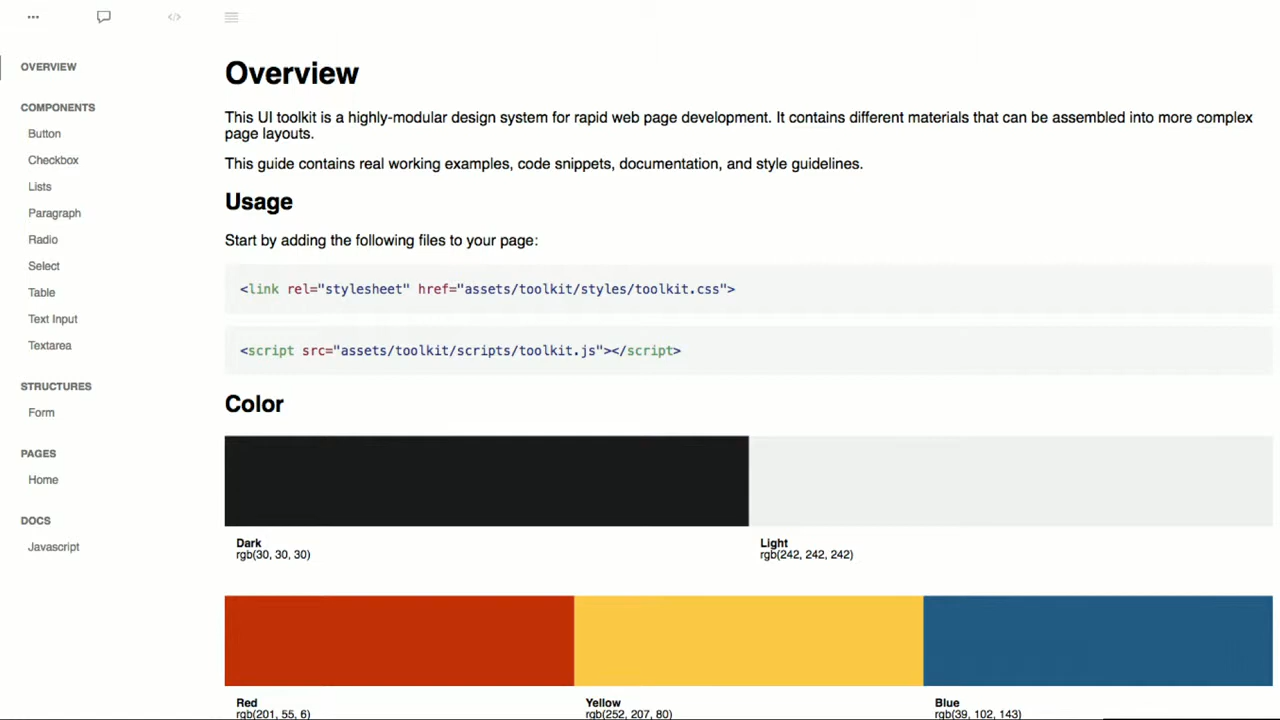 OVERVIEW
COMPONENTS
Button
Checkbox
Lists
Paragraph
Radio
Select
Table
Text Input
Textarea
STRUCTURES
Form
PAGES
Home
DOCS
Javascript
Overview
This UI toolkit is a highly-modular design system for rapid web page development. It contains different materials that can be assembled into more complex
page layouts.
This guide contains real working examples, code snippets, documentation, and style guidelines.
Usage
Start by adding the following files to your page:
<link rel="stylesheet" href="assets/toolkit/styles/toolkit.css">
<script src="assets/toolkit/scripts/toolkit.js"></script>
Color
Dark
rgb(30, 30, 30)
Light
rgb(242, 242, 242)
Red
rgb(201, 55, 6)
Yellow
rgb(252, 207, 80)
Blue
rgb(39, 102, 143)